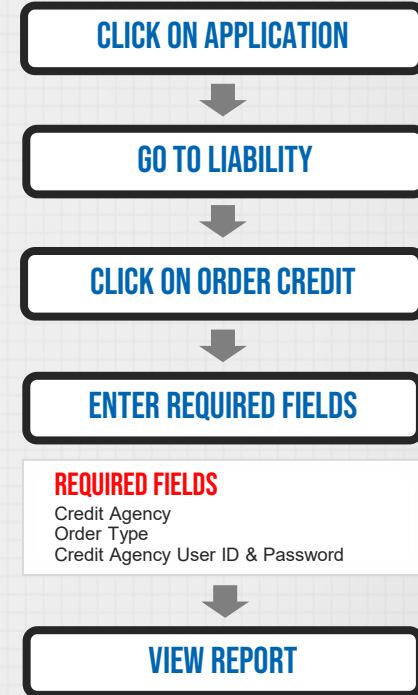 CLICK ON APPLICATION
GO TO LIABILITY
CLICK ON ORDER CREDIT
ENTER REQUIRED FIELDS
REQUIRED FIELDS
Credit Agency
Order Type
Credit Agency User ID & Password
VIEW REPORT